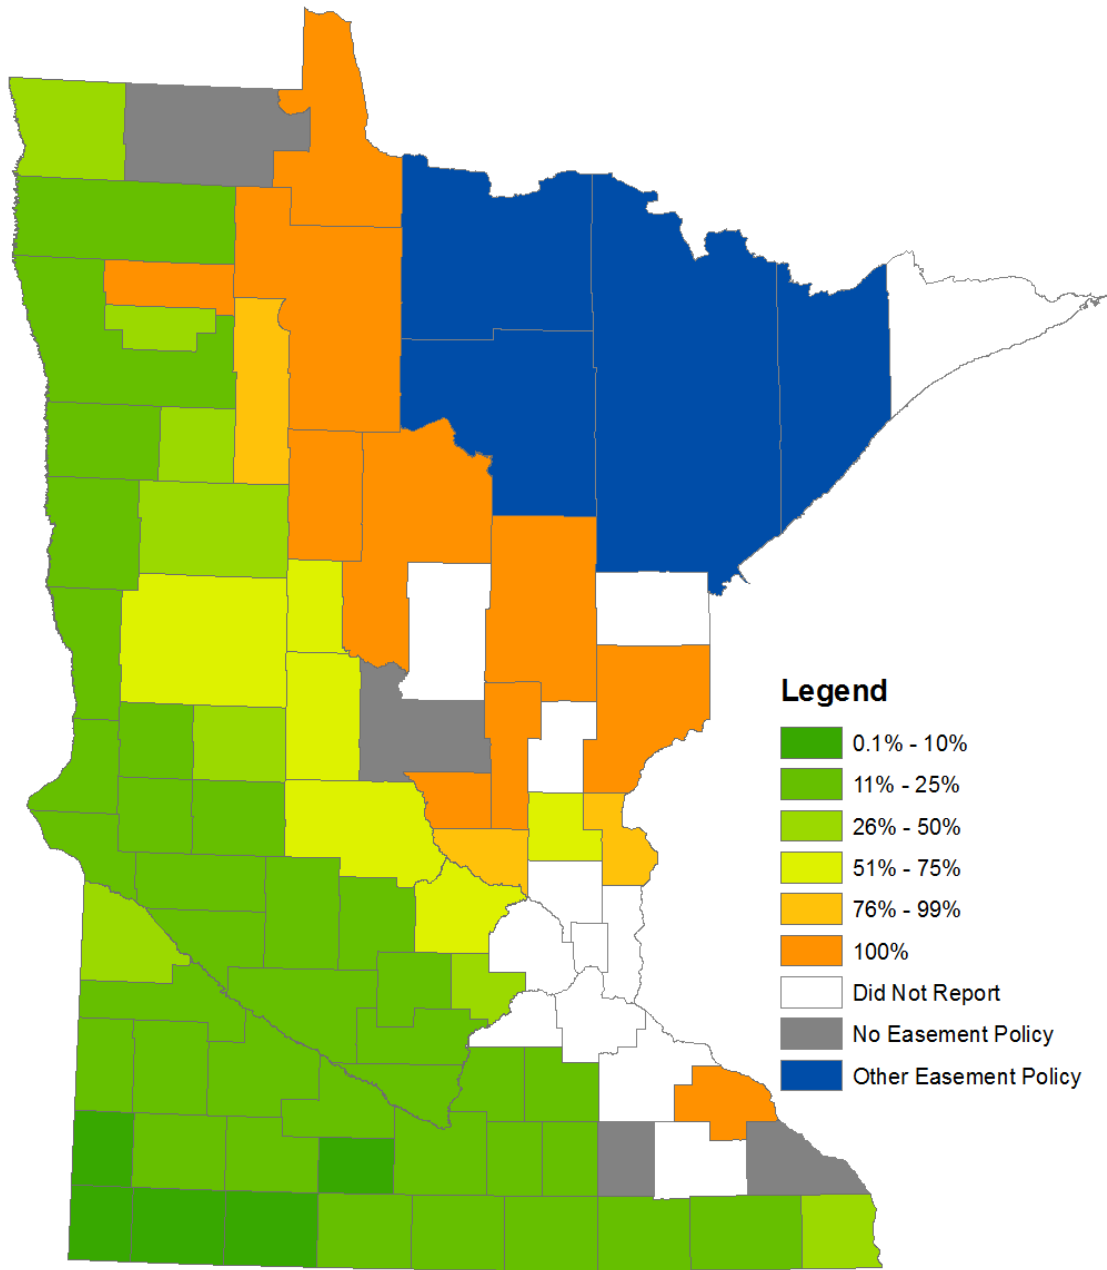 Legend
0.1% - 10%
11% - 25%
26% - 50%
51% - 75%
76% - 99%
100%
Did Not Report
No Easement Policy
Other Easement Policy